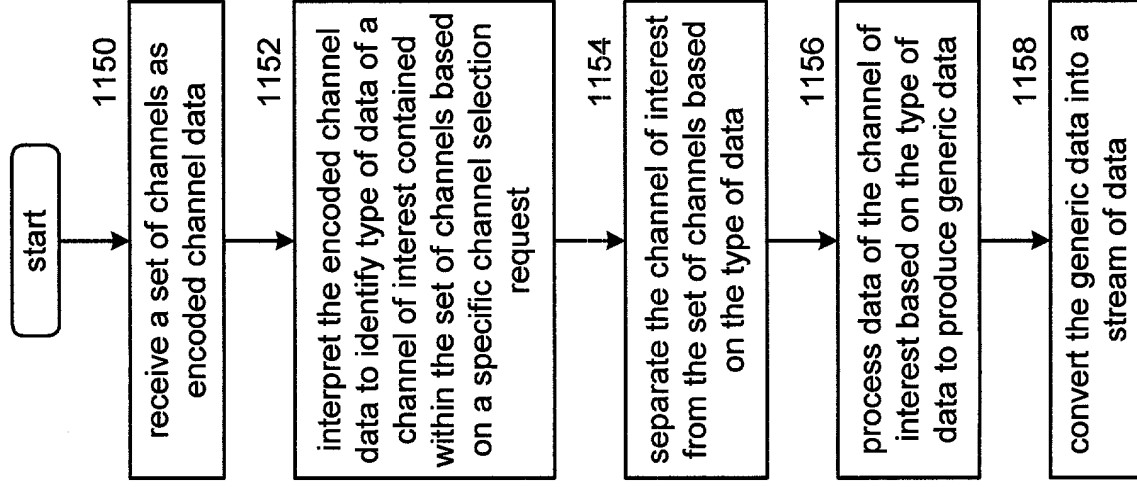 start
1150
receive a set of channels as
encoded channel data
1152
interpret the encoded channel
data to identify type of data of a
channel of interest contained
within the set of channels based
on a specific channel selection
request
1154
separate the channel of interest
from the set of channels based
on the type of data
1156
process data of the channel of
interest based on the type of
data to produce generic data
1158
convert the generic data into a
stream of data